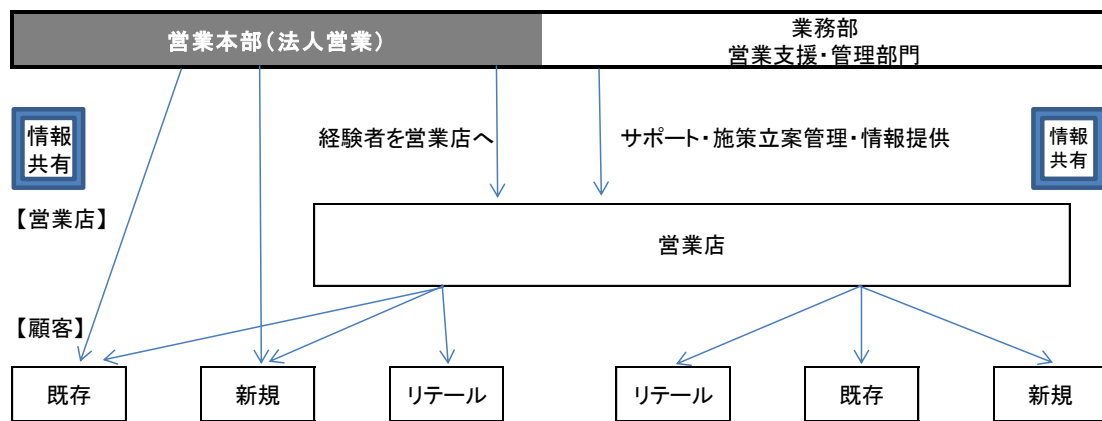 営業本部（法人営業）
業務部
営業支援・管理部門
情報
共有
経験者を営業店へ
サポート・施策立案管理・情報提供
情報
共有
【営業店】
営業店
【顧客】
既存
新規
リテール
リテール
既存
新規